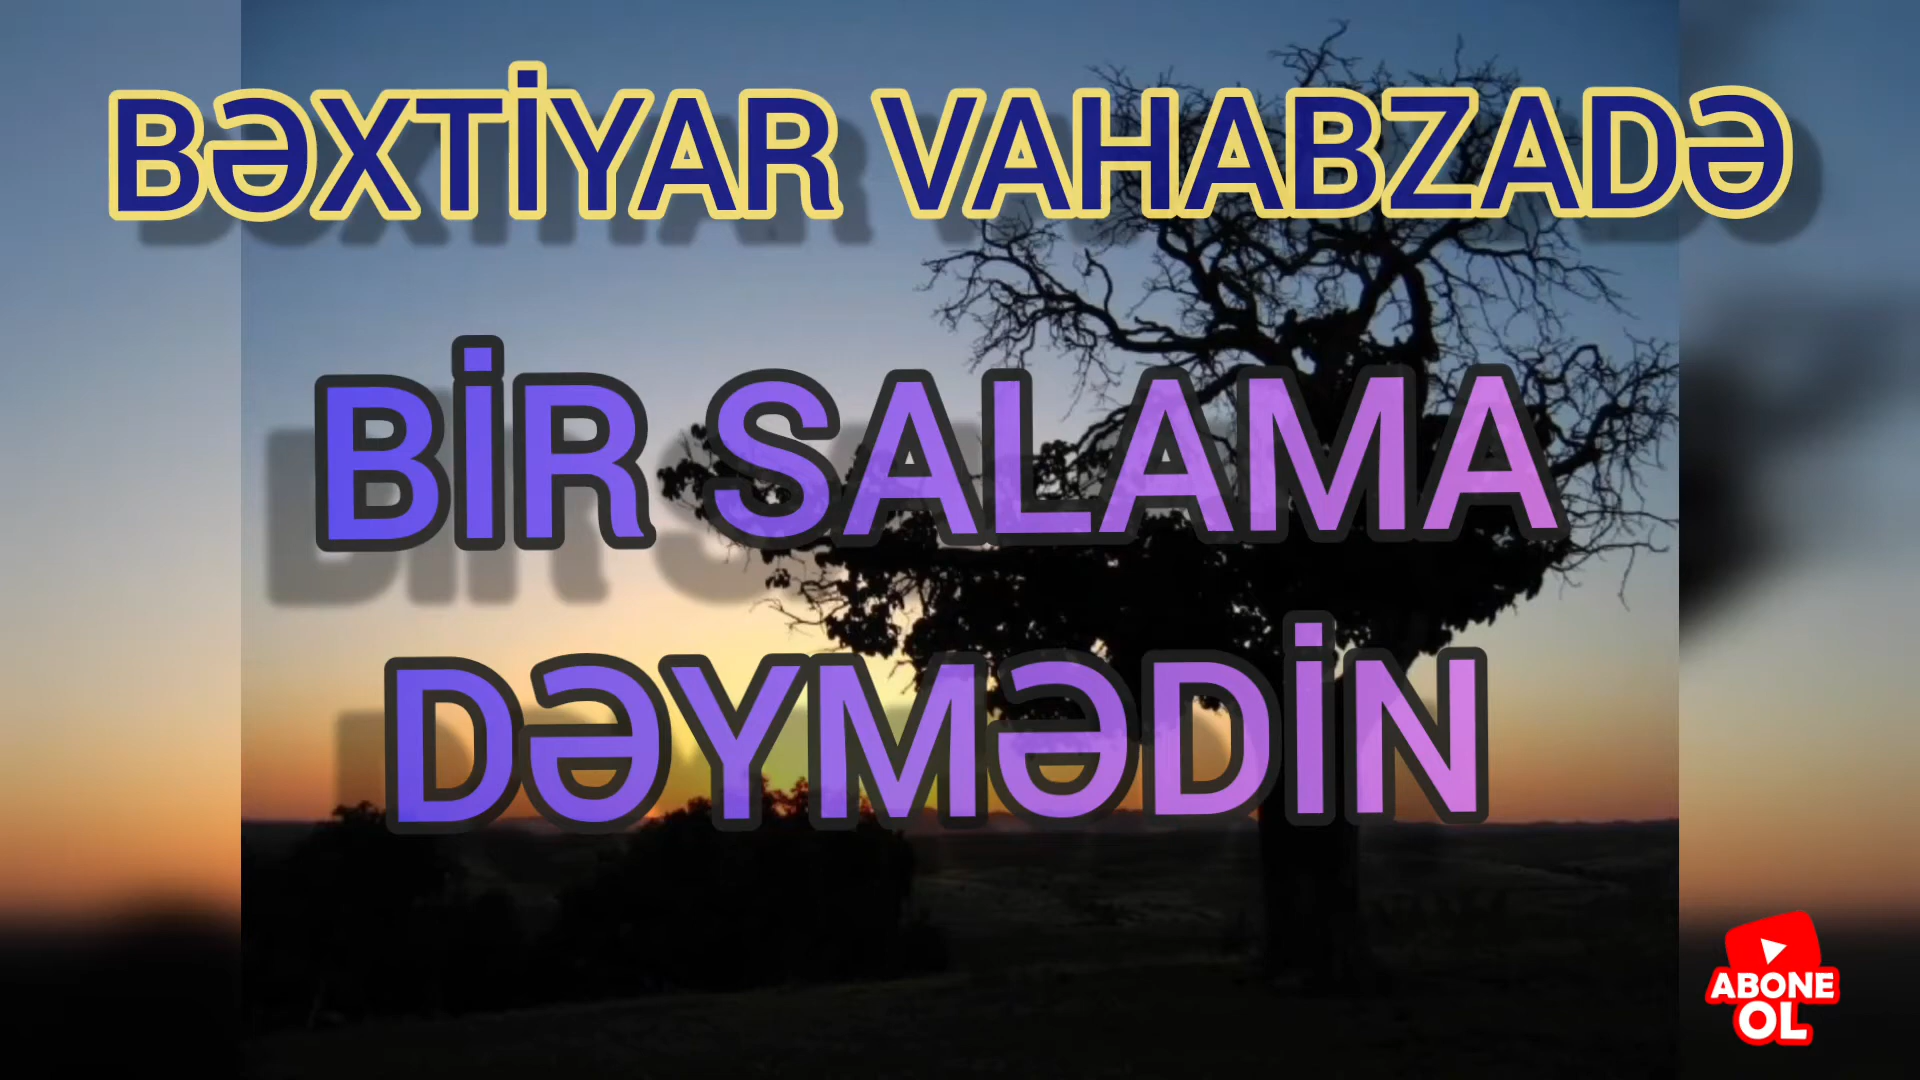 BƏXTİYAR VAHABZADƏ
BİR SALAMA
DƏYMƏDİN
ABONE
OL